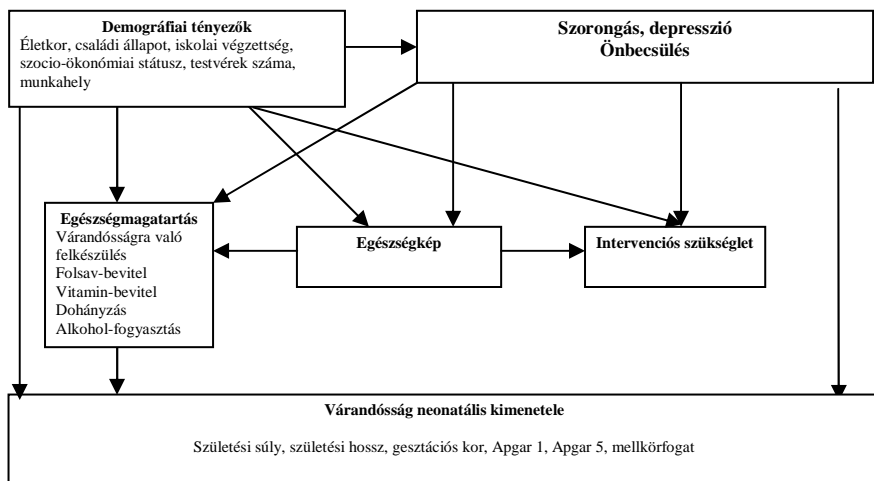 Demográfiai tényezők
Életkor, családi állapot, iskolai végzettség,
szocio-ökonómiai státusz, testvérek száma,
munkahely
Szorongás, depresszió
Önbecsülés
Egészségmagatartás
Várandósságra való
felkészülés
Folsav-bevitel
Vitamin-bevitel
Dohányzás
Alkohol-fogyasztás
Egészségkép
Intervenciós szükséglet
Várandósság neonatális kimenetele
Születési súly, születési hossz, gesztációs kor, Apgar 1, Apgar 5, mellkörfogat